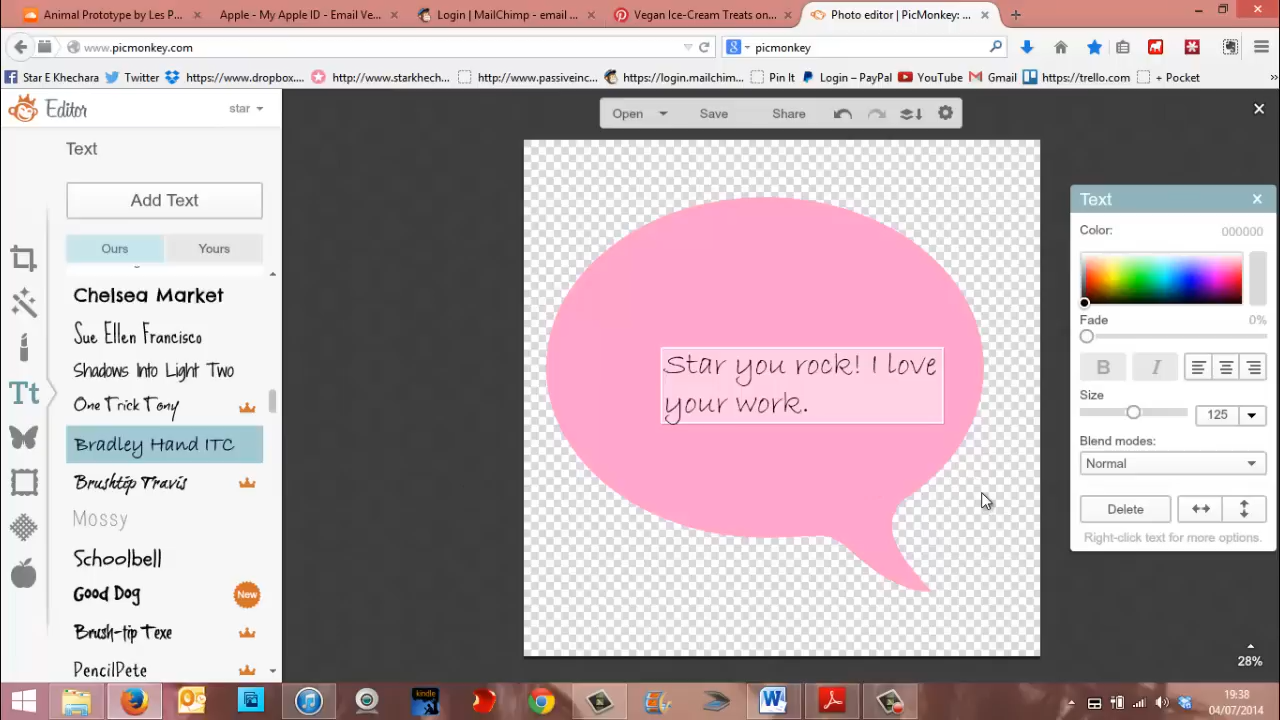 Animal Prototype by Les P...
Apple - My Apple ID - Email Ve...
Login | MailChimp - email ...
Vegan Ice-Cream Treats on...
Photo editor | PicMonkey: ...
www.picmonkey.com
picmonkey
Star E Khechara
Twitter
https://www.dropbox....
http://www.starkhech...
http://www.passiveinc...
https://login.mailchim...
Pin It
Login – PayPal
YouTube
Gmail
https://trello.com
+ Pocket
Editor
star
Open
Save
Share
Text
Add Text
Ours
Yours
Chelsea Market
Sue Ellen Francisco
Shadows Into Light Two
One Trick Tony
Bradley Hand ITC
Brushtip Travis
Mossy
Schoolbell
Good Dog
New
Brush-tip Texe
PencilPete
Star you rock! I love
your work.
Text
Color:
000000
Fade
0%
B
I
Size
125
Blend modes:
Normal
Delete
Right-click text for more options.
28%
Tt
kindle
19:38
04/07/2014